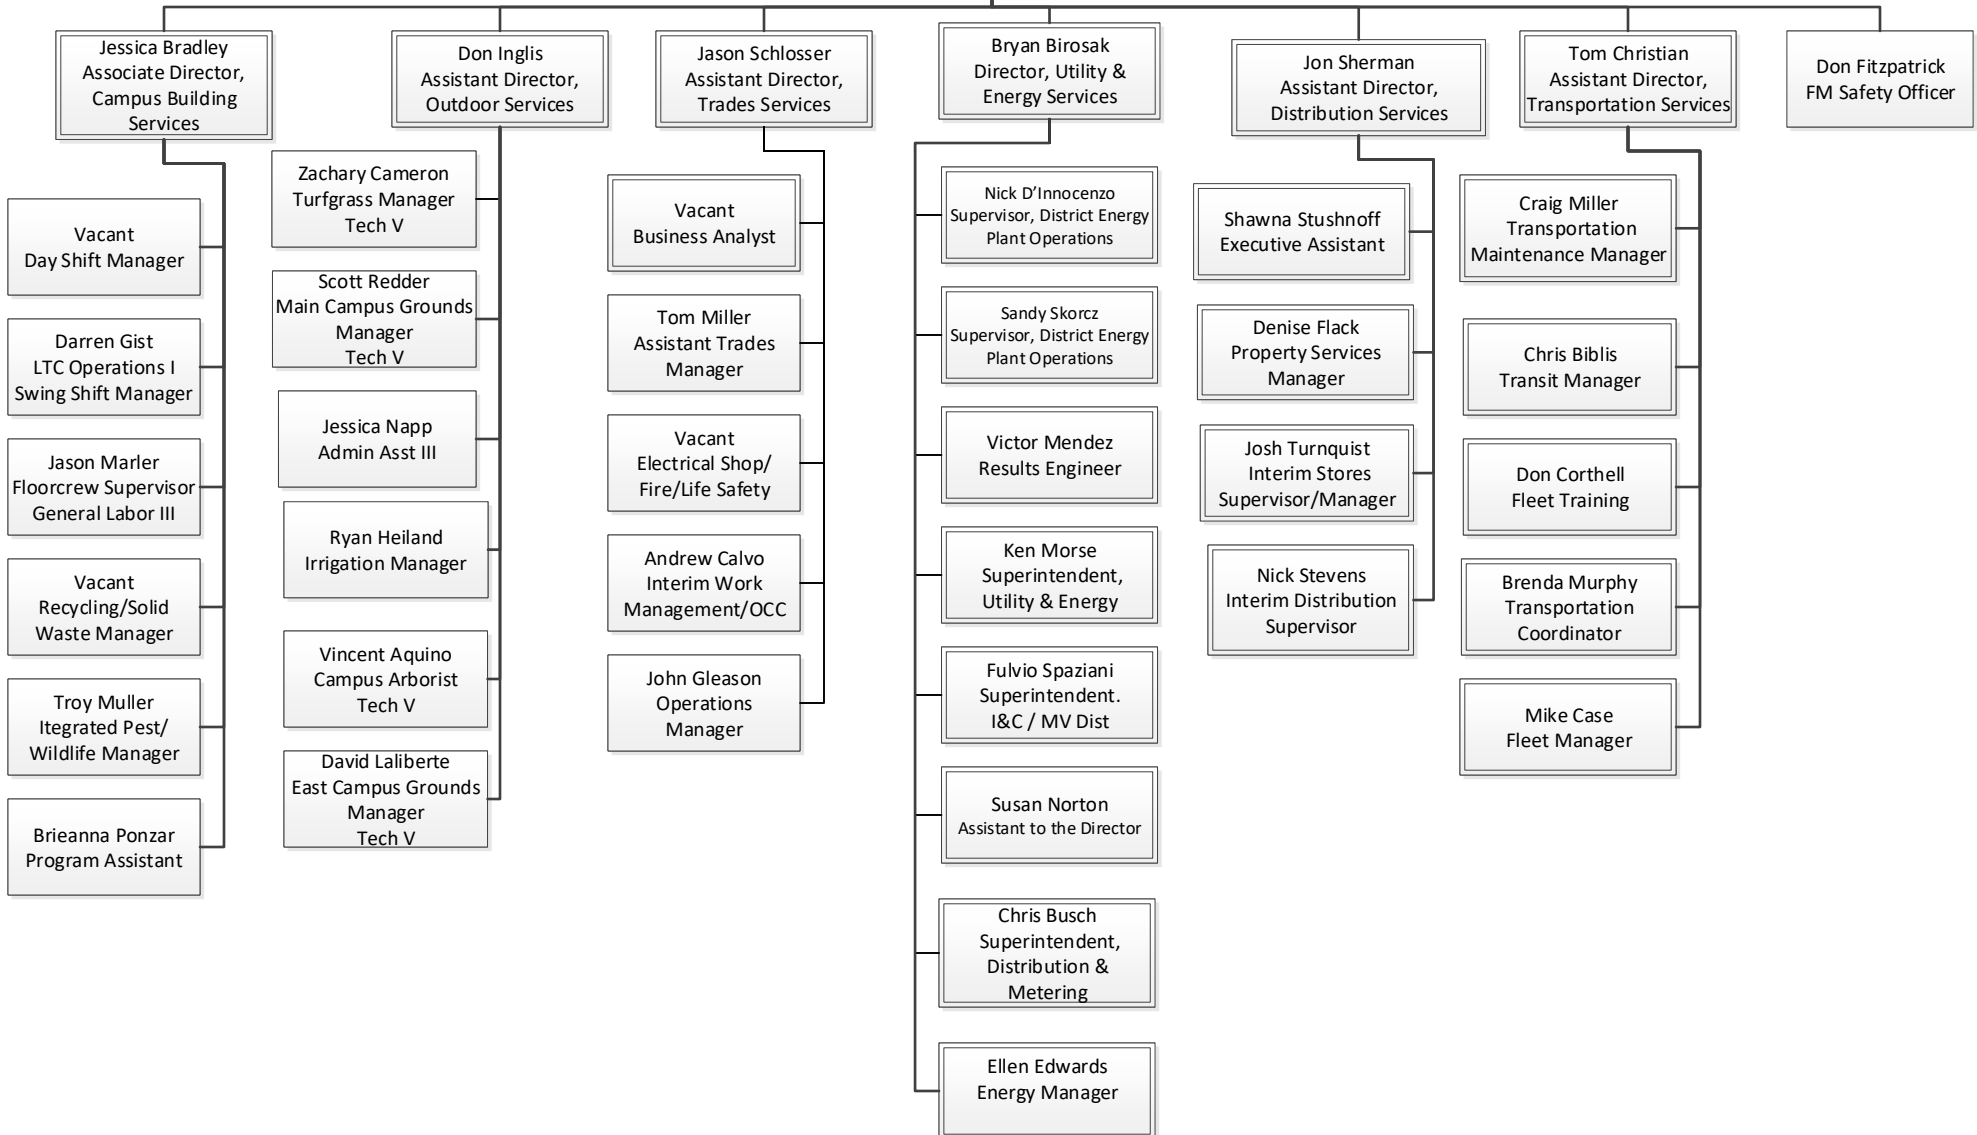 Jessica Bradley
Associate Director,
Campus Building
Services
Don Inglis
Assistant Director,
Outdoor Services
Jason Schlosser
Assistant Director,
Trades Services
Bryan Birosak
Director, Utility &
Energy Services
Jon Sherman
Assistant Director,
Distribution Services
Tom Christian
Assistant Director,
Transportation Services
Don Fitzpatrick
FM Safety Officer
Vacant
Day Shift Manager
Darren Gist
LTC Operations I
Swing Shift Manager
Jason Marler
Floorcrew Supervisor
General Labor III
Vacant
Recycling/Solid
Waste Manager
Troy Muller
Itegrated Pest/
Wildlife Manager
Brieanna Ponzar
Program Assistant
Zachary Cameron
Turfgrass Manager
Tech V
Scott Redder
Main Campus Grounds
Manager
Tech V
Jessica Napp
Admin Asst III
Ryan Heiland
Irrigation Manager
Vincent Aquino
Campus Arborist
Tech V
David Laliberte
East Campus Grounds
Manager
Tech V
Vacant
Business Analyst
Tom Miller
Assistant Trades
Manager
Vacant
Electrical Shop/
Fire/Life Safety
Andrew Calvo
Interim Work
Management/OCC
John Gleason
Operations
Manager
Nick D’Innocenzo
Supervisor, District Energy
Plant Operations
Sandy Skorcz
Supervisor, District Energy
Plant Operations
Victor Mendez
Results Engineer
Ken Morse
Superintendent,
Utility & Energy
Fulvio Spaziani
Superintendent.
I&C / MV Dist
Susan Norton
Assistant to the Director
Chris Busch
Superintendent,
Distribution &
Metering
Ellen Edwards
Energy Manager
Shawna Stushnoff
Executive Assistant
Denise Flack
Property Services
Manager
Josh Turnquist
Interim Stores
Supervisor/Manager
Nick Stevens
Interim Distribution
Supervisor
Craig Miller
Transportation
Maintenance Manager
Chris Biblis
Transit Manager
Don Corthell
Fleet Training
Brenda Murphy
Transportation
Coordinator
Mike Case
Fleet Manager